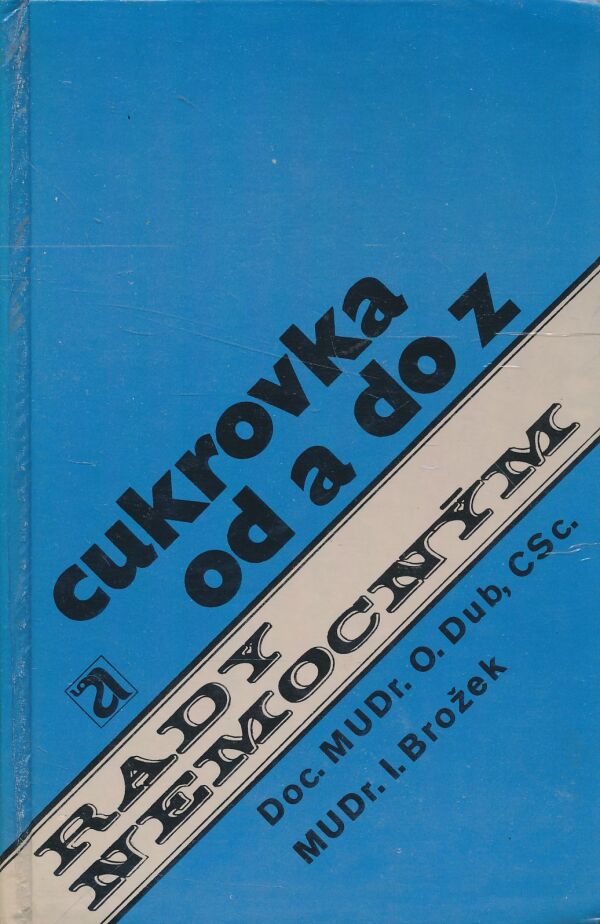 cukrovka
od a do z
RADY
NEMOCNÝM
Doc. MUDr. O. Dub, CSc.
MUDr. I. Brožek